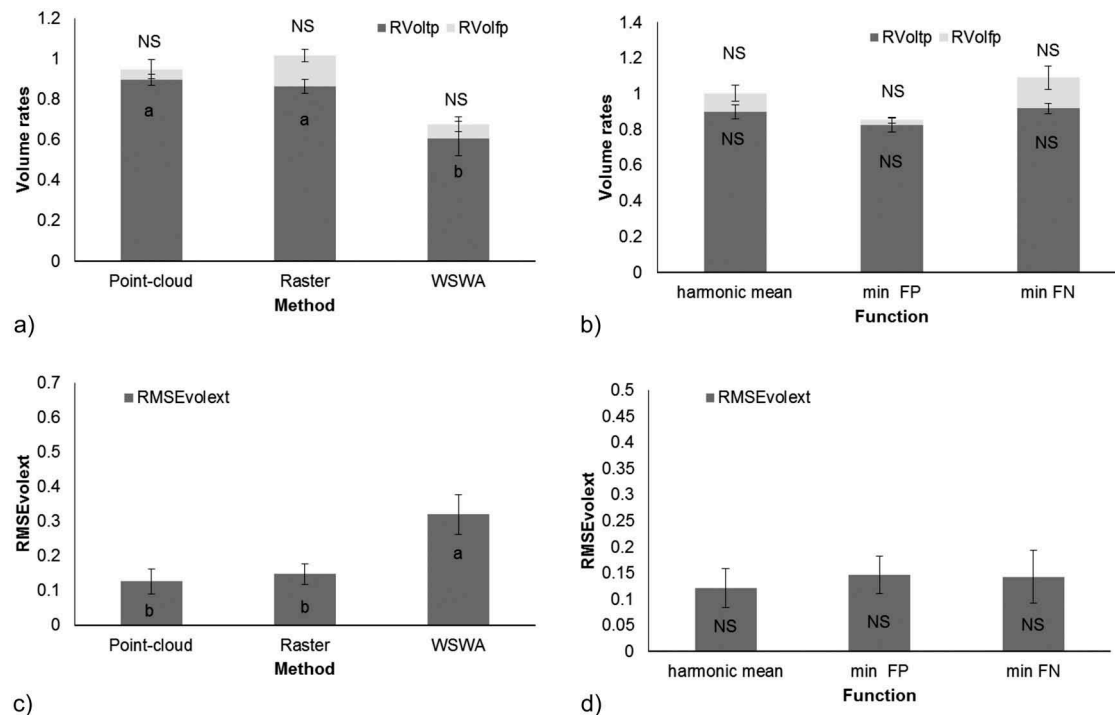 1.2
1
0.8
0.6
0.4
0.2
0
Volume rates
RVoltp RVolfp
NS NS NS
a a b
Point-cloud Raster WSWA
Method
a)
1.4
1.2
1
0.8
0.6
0.4
0.2
0
Volume rates
RVoltp RVolfp
NS NS NS
NS NS NS
harmonic mean min FP min FN
Function
b)
0.7
0.6
0.5
0.4
0.3
0.2
0.1
0
RMSEvolext
RMSEvolext
b b a
Point-cloud Raster WSWA
Method
c)
0.5
0.45
0.4
0.35
0.3
0.25
0.2
0.15
0.1
0.05
0
RMSEvolext
RMSEvolext
NS NS NS
harmonic mean min FP min FN
Function
d)